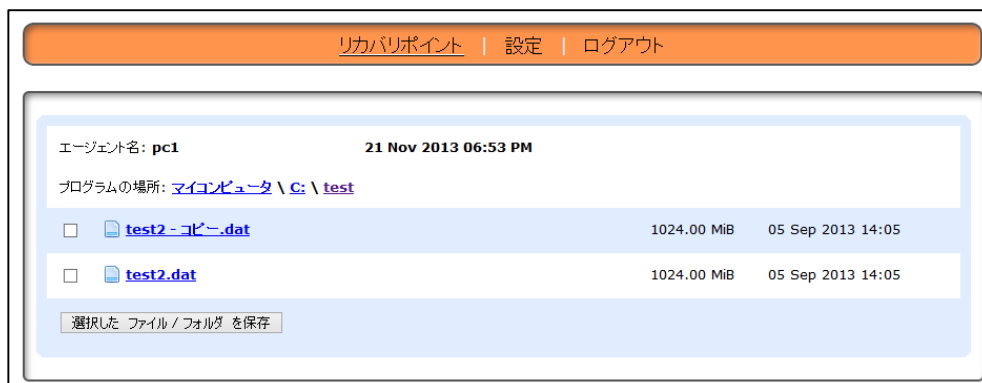 リカバリポイント | 設定 | ログアウト
エージェント名: pc1 21 Nov 2013 06:53 PM
プログラムの場所: マイコンピュータ \ C: \ test
test2 - コピー.dat 1024.00 MiB 05 Sep 2013 14:05
test2.dat 1024.00 MiB 05 Sep 2013 14:05
選択した ファイル / フォルダ を保存